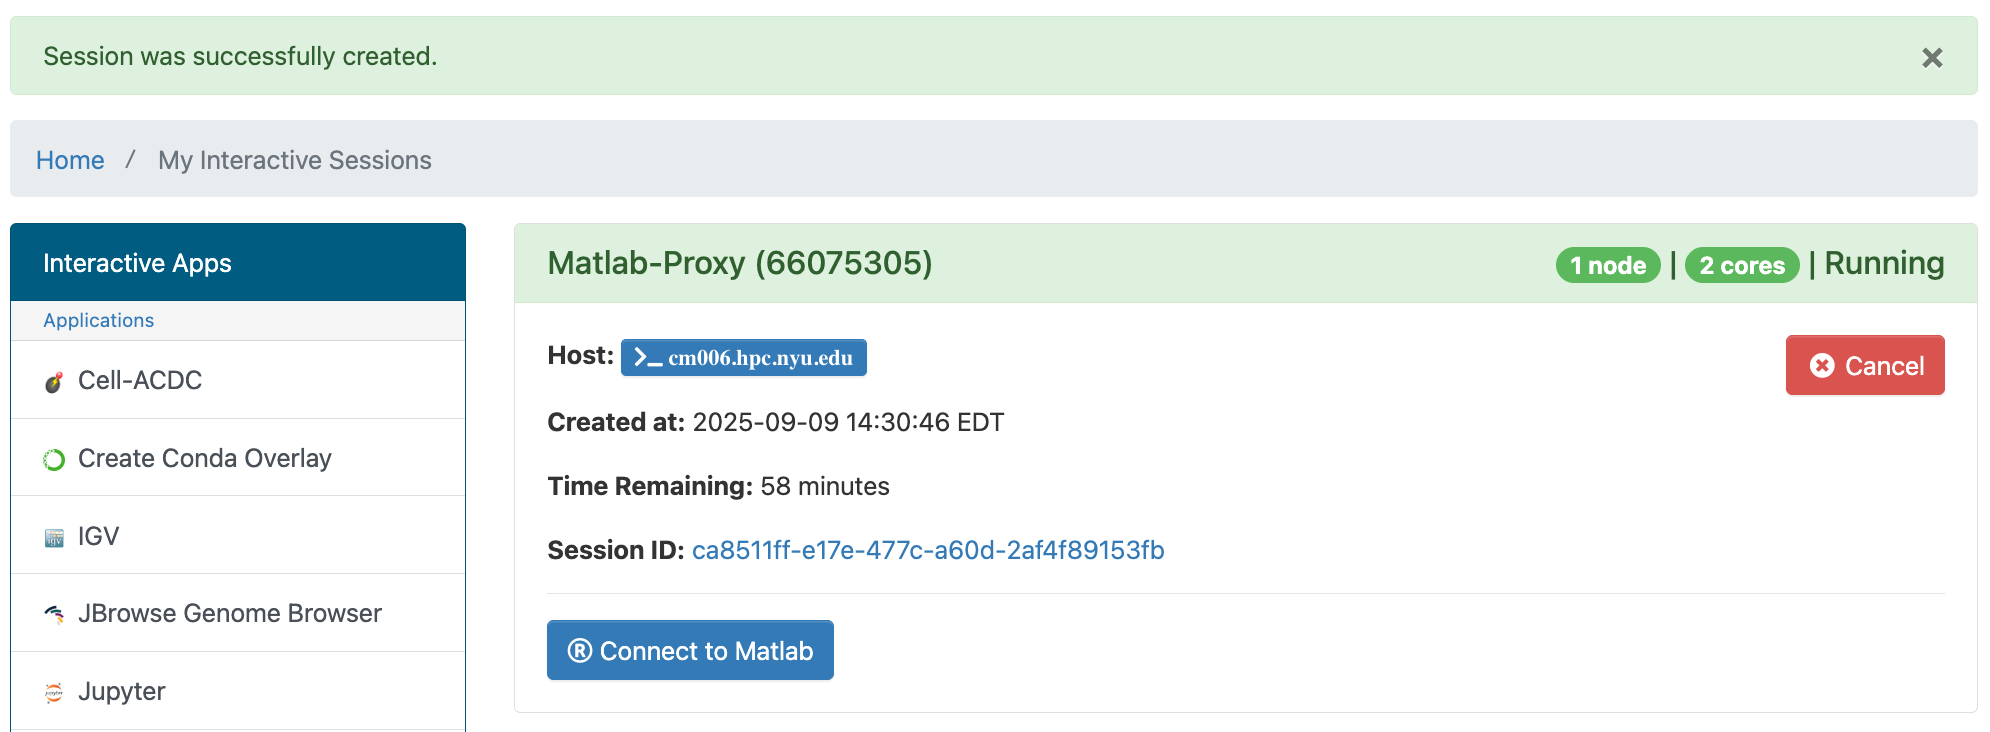 Session was successfully created.
Home / My Interactive Sessions
Interactive Apps
Applications
Cell-ACDC
Create Conda Overlay
IGV
JBrowse Genome Browser
Jupyter
Matlab-Proxy (66075305)
1 node | 2 cores | Running
Host: >_ cm006.hpc.nyu.edu
Cancel
Created at: 2025-09-09 14:30:46 EDT
Time Remaining: 58 minutes
Session ID: ca8511ff-e17e-477c-a60d-2af4f89153fb
® Connect to Matlab